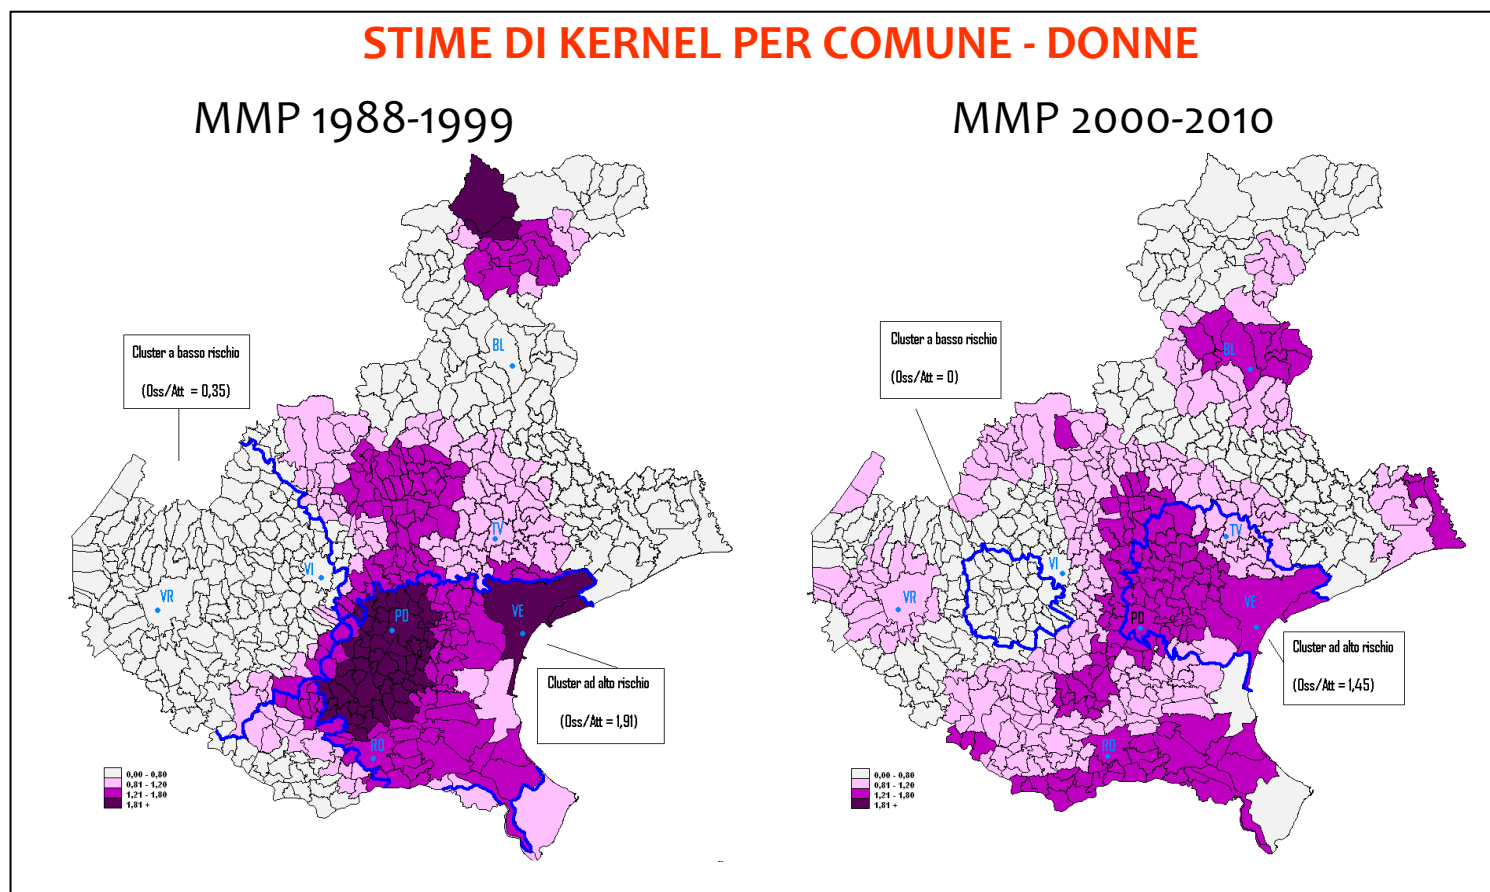 STIME DI KERNEL PER COMUNE - DONNE
MMP 1988-1999
MMP 2000-2010
Cluster a basso rischio
(Oss/Att = 0,35)
BL
VI
VR
TV
PD
VE
RO
Cluster ad alto rischio
(Oss/Att = 1,91)
0,00 - 0,80
0,81 - 1,20
1,21 - 1,80
1,81 +
Cluster a basso rischio
(Oss/Att = 0)
BL
VI
VR
TV
PD
VE
RO
Cluster ad alto rischio
(Oss/Att = 1,45)
0,00 - 0,80
0,81 - 1,20
1,21 - 1,80
1,81 +